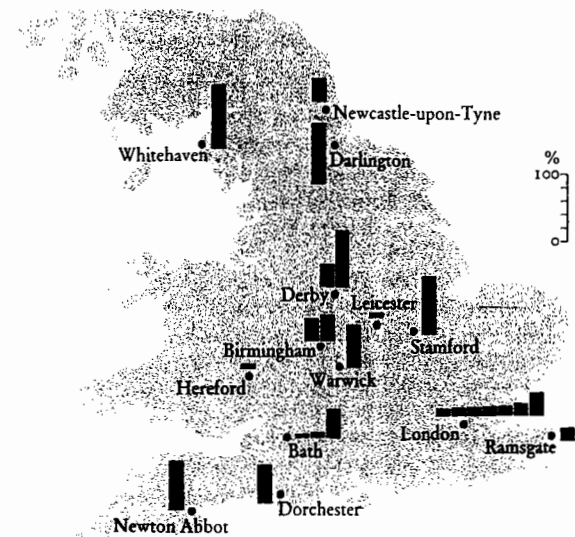 Newcastle-upon-Tyne
Whitehaven
Darlington
%
100
0
Derby
Leicester
Birmingham
Stamford
Hereford
Warwick
London
Ramsgate
Bath
Dorchester
Newton Abbot